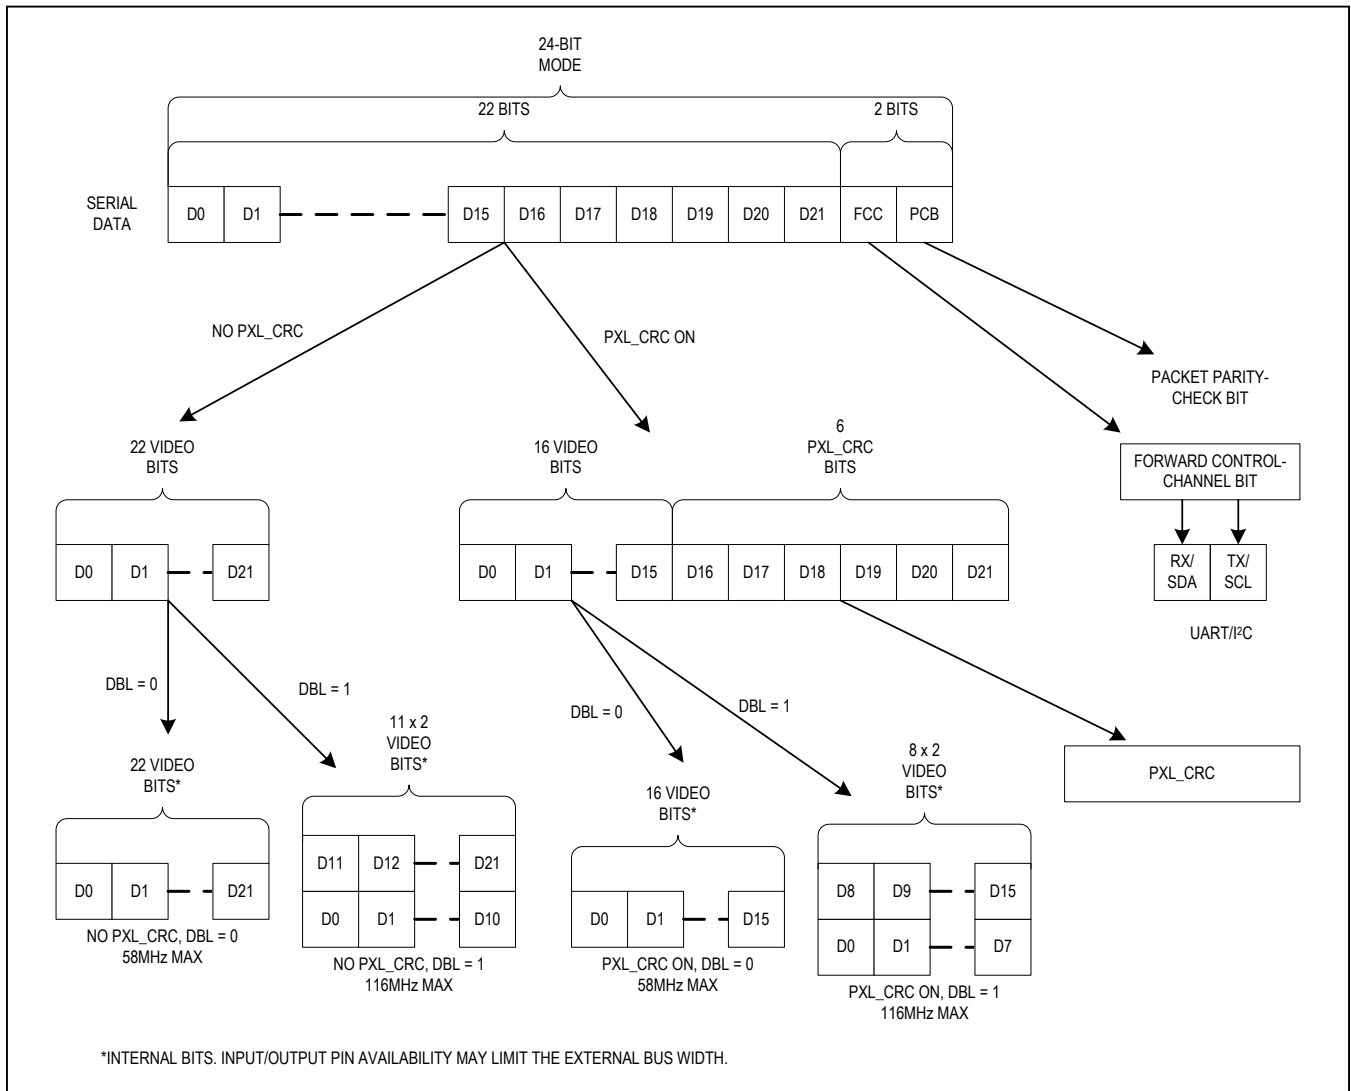 24-BIT
MODE
22 BITS
2 BITS
SERIAL
DATA
D0 D1 D15 D16 D17 D18 D19 D20 D21 FCC PCB
NO PXL_CRC
PXL_CRC ON
PACKET PARITY-
CHECK BIT
22 VIDEO
BITS
16 VIDEO
BITS
6
PXL_CRC
BITS
FORWARD CONTROL-
CHANNEL BIT
D0 D1 D21
D0 D1 D15 D16 D17 D18 D19 D20 D21
RX/
SDA
TX/
SCL
UART/I²C
DBL = 0
DBL = 1
DBL = 0
DBL = 1
22 VIDEO
BITS*
11 x 2
VIDEO
BITS*
16 VIDEO
BITS*
8 x 2
VIDEO
BITS*
PXL_CRC
D0 D1 D21
NO PXL_CRC, DBL = 0
58MHz MAX
D11 D12 D21
D0 D1 D10
NO PXL_CRC, DBL = 1
116MHz MAX
D0 D1 D15
PXL_CRC ON, DBL = 0
58MHz MAX
D8 D9 D15
D0 D1 D7
PXL_CRC ON, DBL = 1
116MHz MAX
*INTERNAL BITS. INPUT/OUTPUT PIN AVAILABILITY MAY LIMIT THE EXTERNAL BUS WIDTH.